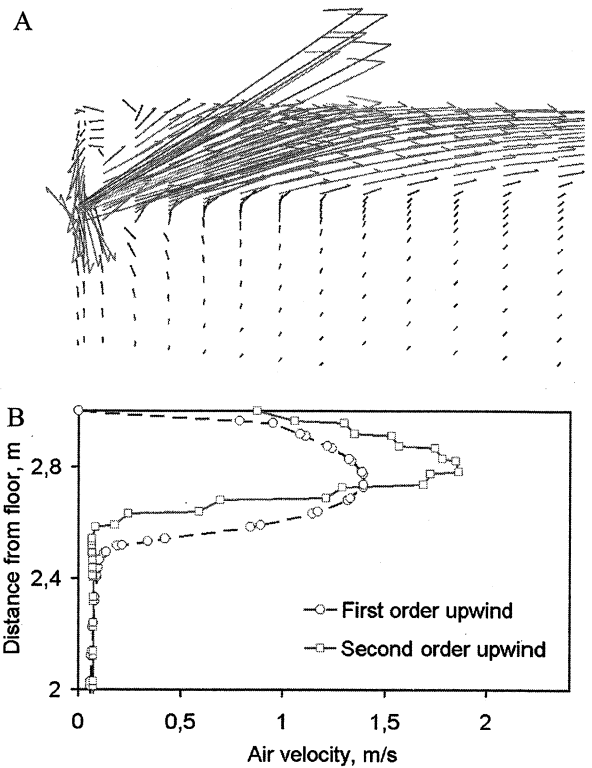 A
B
Distance from floor, m
2,8
2,4
2
First order upwind
Second order upwind
0
0,5
1
1,5
2
Air velocity, m/s